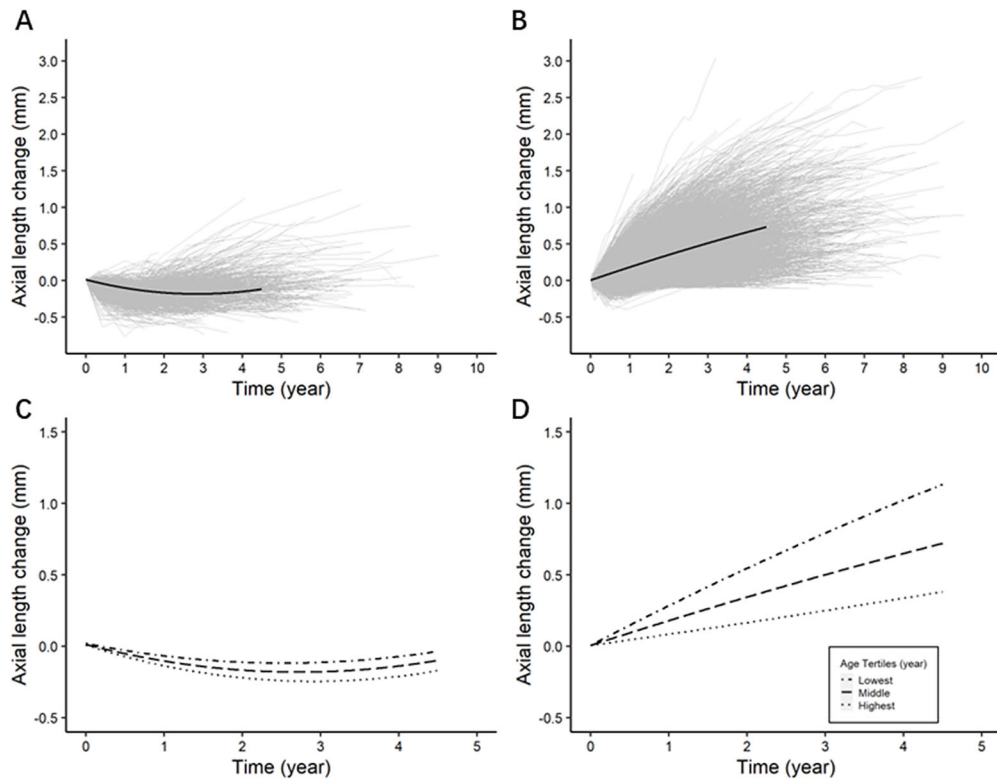 A
Axial length change (mm)
3.0
2.5
2.0
1.5
1.0
0.5
0.0
-0.5
0 1 2 3 4 5 6 7 8 9 10
Time (year)
B
Axial length change (mm)
3.0
2.5
2.0
1.5
1.0
0.5
0.0
-0.5
0 1 2 3 4 5 6 7 8 9 10
Time (year)
C
Axial length change (mm)
1.5
1.0
0.5
0.0
-0.5
0 1 2 3 4 5
Time (year)
D
Axial length change (mm)
1.5
1.0
0.5
0.0
-0.5
0 1 2 3 4 5
Time (year)
Age Tertiles (year)
Lowest
Middle
Highest